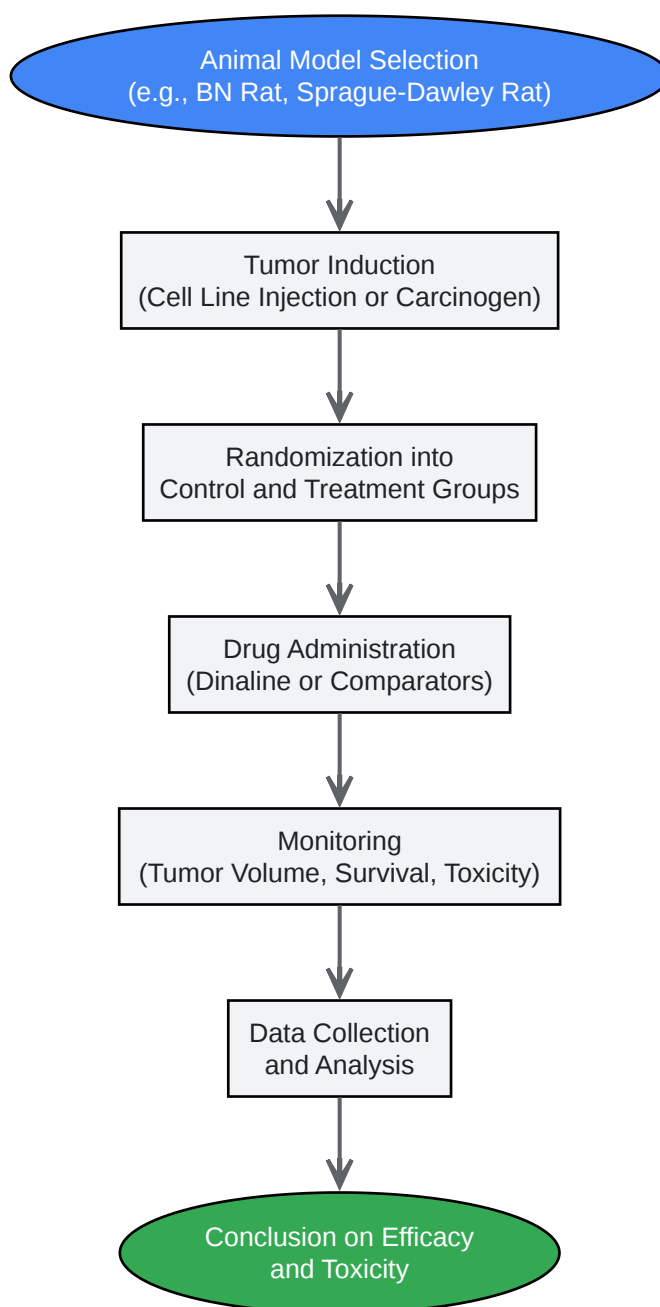 Animal Model Selection
(e.g., BN Rat, Sprague-Dawley Rat)
Tumor Induction
(Cell Line Injection or Carcinogen)
Randomization into
Control and Treatment Groups
Drug Administration
(Dinaline or Comparators)
Monitoring
(Tumor Volume, Survival, Toxicity)
Data Collection
and Analysis
Conclusion on Efficacy
and Toxicity